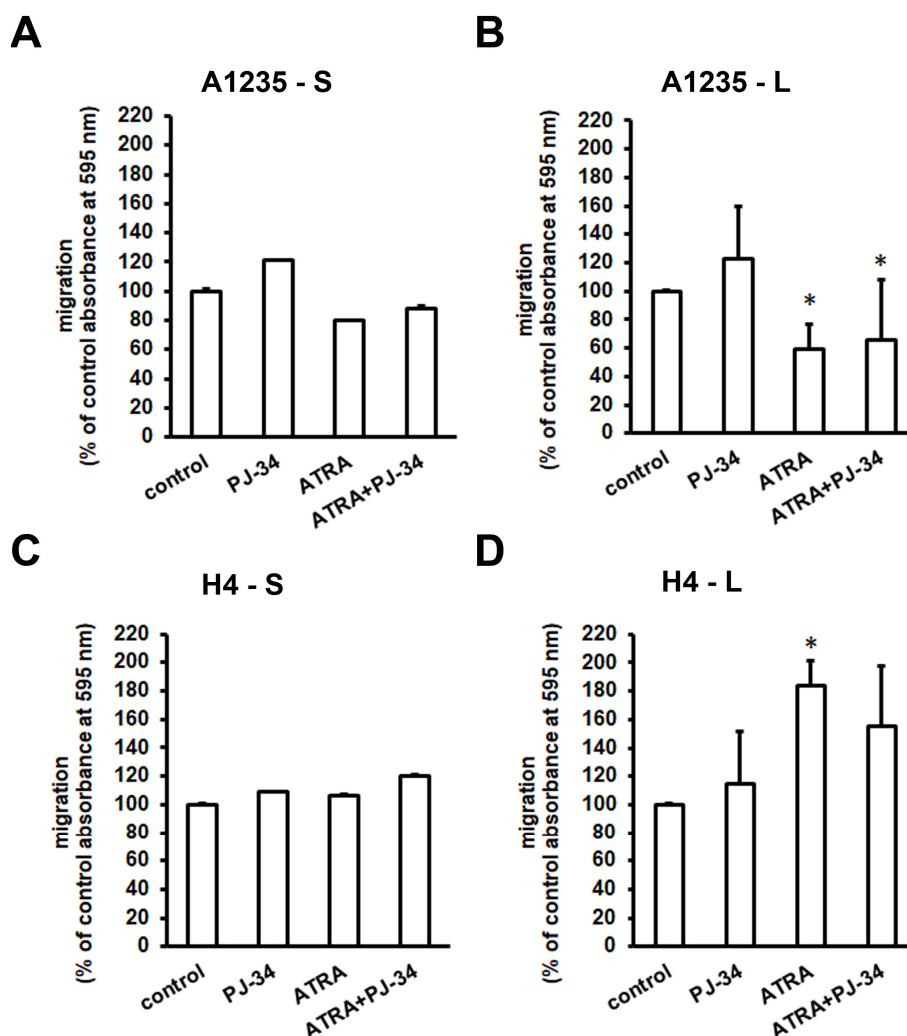 A
A1235 - S
migration
(% of control absorbance at 595 nm)
220
200
180
160
140
120
100
80
60
40
20
0
control
PJ-34
ATRA
ATRA+PJ-34
B
A1235 - L
migration
(% of control absorbance at 595 nm)
220
200
180
160
140
120
100
80
60
40
20
0
*
*
control
PJ-34
ATRA
ATRA+PJ-34
C
H4 - S
migration
(% of control absorbance at 595 nm)
220
200
180
160
140
120
100
80
60
40
20
0
control
PJ-34
ATRA
ATRA+PJ-34
D
H4 - L
migration
(% of control absorbance at 595 nm)
220
200
180
160
140
120
100
80
60
40
20
0
*
control
PJ-34
ATRA
ATRA+PJ-34